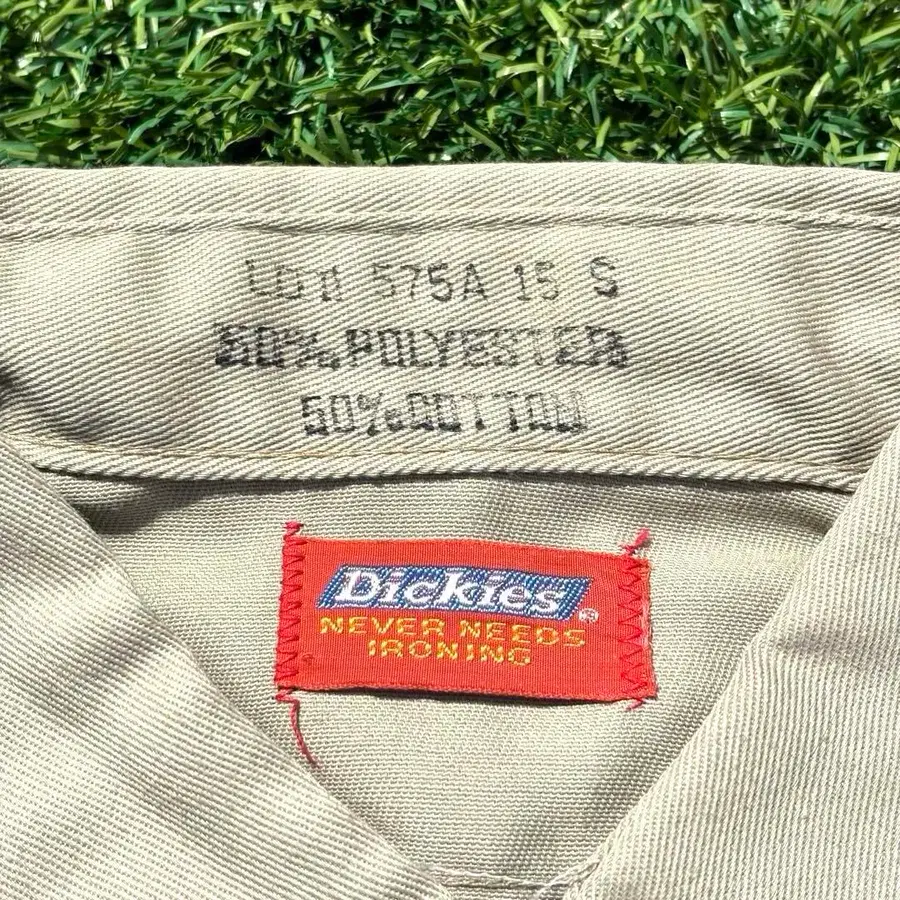 LOT# 575A 15 S
50% POLYESTER
50% COTTON
Dickies ®
NEVER NEEDS
IRONING